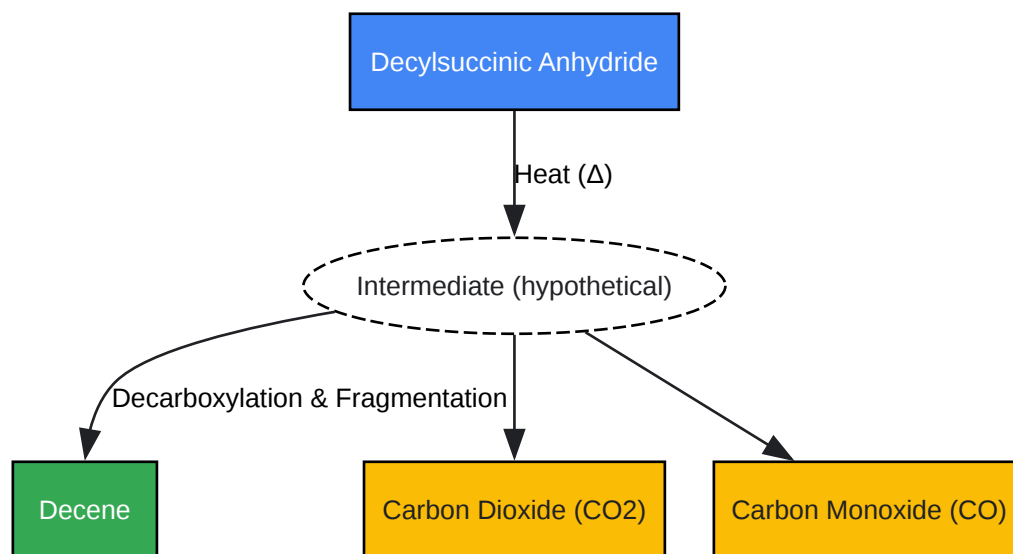 Decylsuccinic Anhydride
Heat (Δ)
Intermediate (hypothetical)
Decarboxylation & Fragmentation
Decene
Carbon Dioxide (CO2)
Carbon Monoxide (CO)